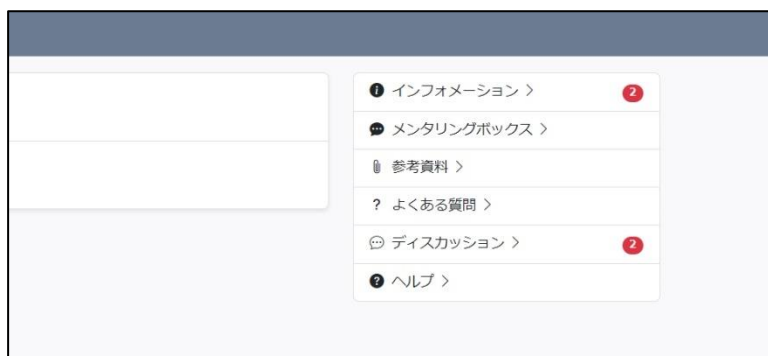 インフォメーション > 2
メンタリングボックス >
参考資料 >
? よくある質問 >
ディスカッション > 2
ヘルプ >